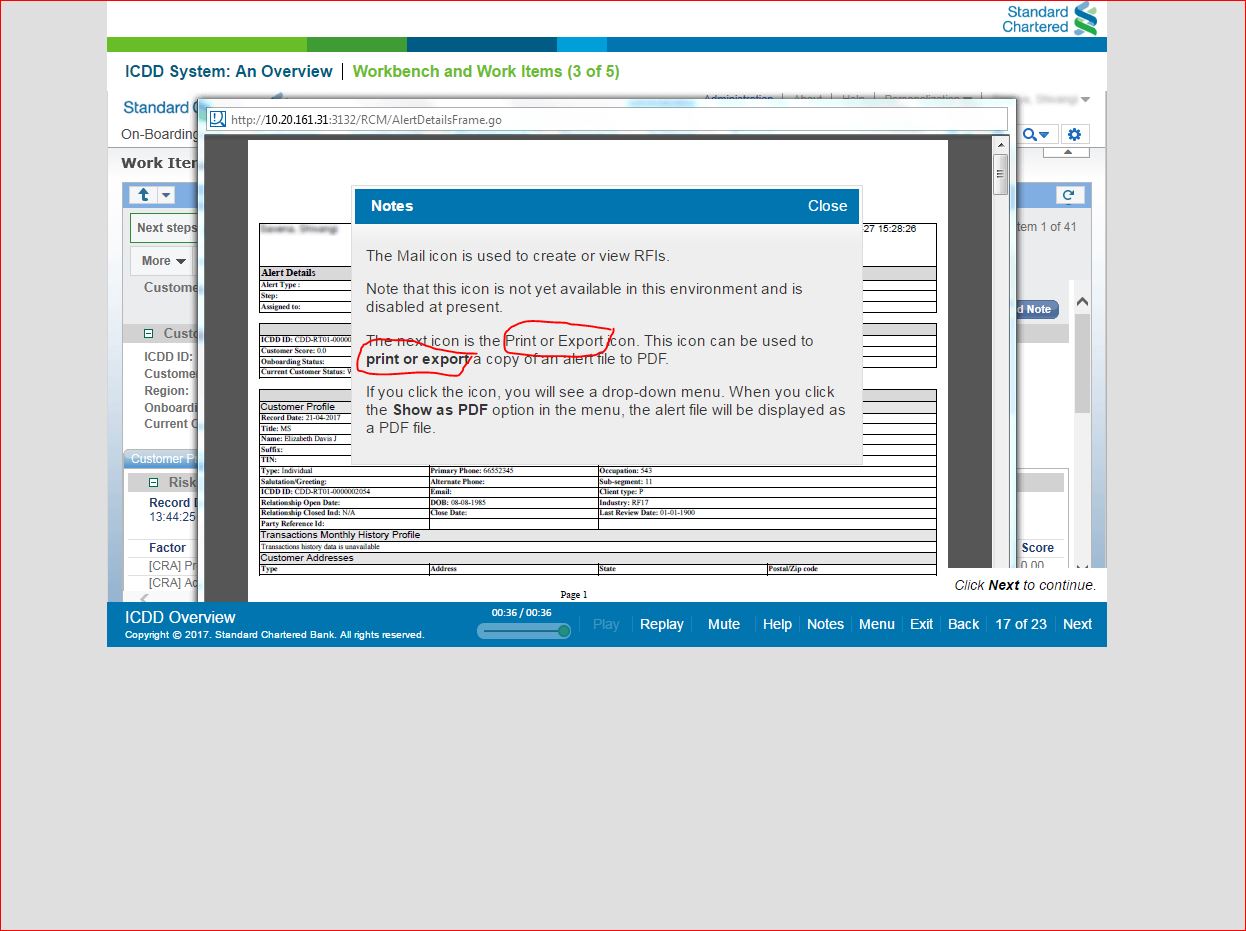 Standard
Chartered
ICDD System: An Overview | Workbench and Work Items (3 of 5)
Standard
Administration | About | Help | Personalization
http://10.20.161.31:3132/RCM/AlertDetailsFrame.go
On-Boarding
Work Iter
Notes Close
Next steps
27 15:28:26
tem 1 of 41
The Mail icon is used to create or view RFIs.
More
Alert Details
Alert Type :
Step:
Assigned to:
Note that this icon is not yet available in this environment and is
disabled at present.
Custome
d Note
The next icon is the Print or Export icon. This icon can be used to
print or export a copy of an alert file to PDF.
Custo
ICDD ID: CDD-RT01-0000
Customer Score: 0.0
Onboarding Status:
Current Customer Status:
ICDD ID:
Custome
Region:
Onboardi
Current C
If you click the icon, you will see a drop-down menu. When you click
the Show as PDF option in the menu, the alert file will be displayed as
a PDF file.
Customer Profile
Record Date: 21-04-2017
Title: MS
Name: Elizabeth Davis J
Suffix:
TIN:
Type: Individual Primary Phone: 66552345 Occupation: 543
Salutation/Greeting: Alternate Phone: Sub-segment: 11
ICDD ID: CDD-RT01-0000002054 Email: Client type: P
Relationship Open Date: DOB: 08-08-1985 Industry: RF17
Relationship Closed Ind: N/A Close Date: Last Review Date: 01-01-1900
Party Reference Id:
Transactions Monthly History Profile
Transactions history data is unavailable
Customer Addresses
Type Address State Postal/Zip code
Page 1
Customer P
Risk
Record
13:44:25
Factor Score
[CRA] Pr 0.00
[CRA] Ac
Click Next to continue.
ICDD Overview
Copyright © 2017. Standard Chartered Bank. All rights reserved.
00:36 / 00:36
Play Replay Mute Help Notes Menu Exit Back 17 of 23 Next